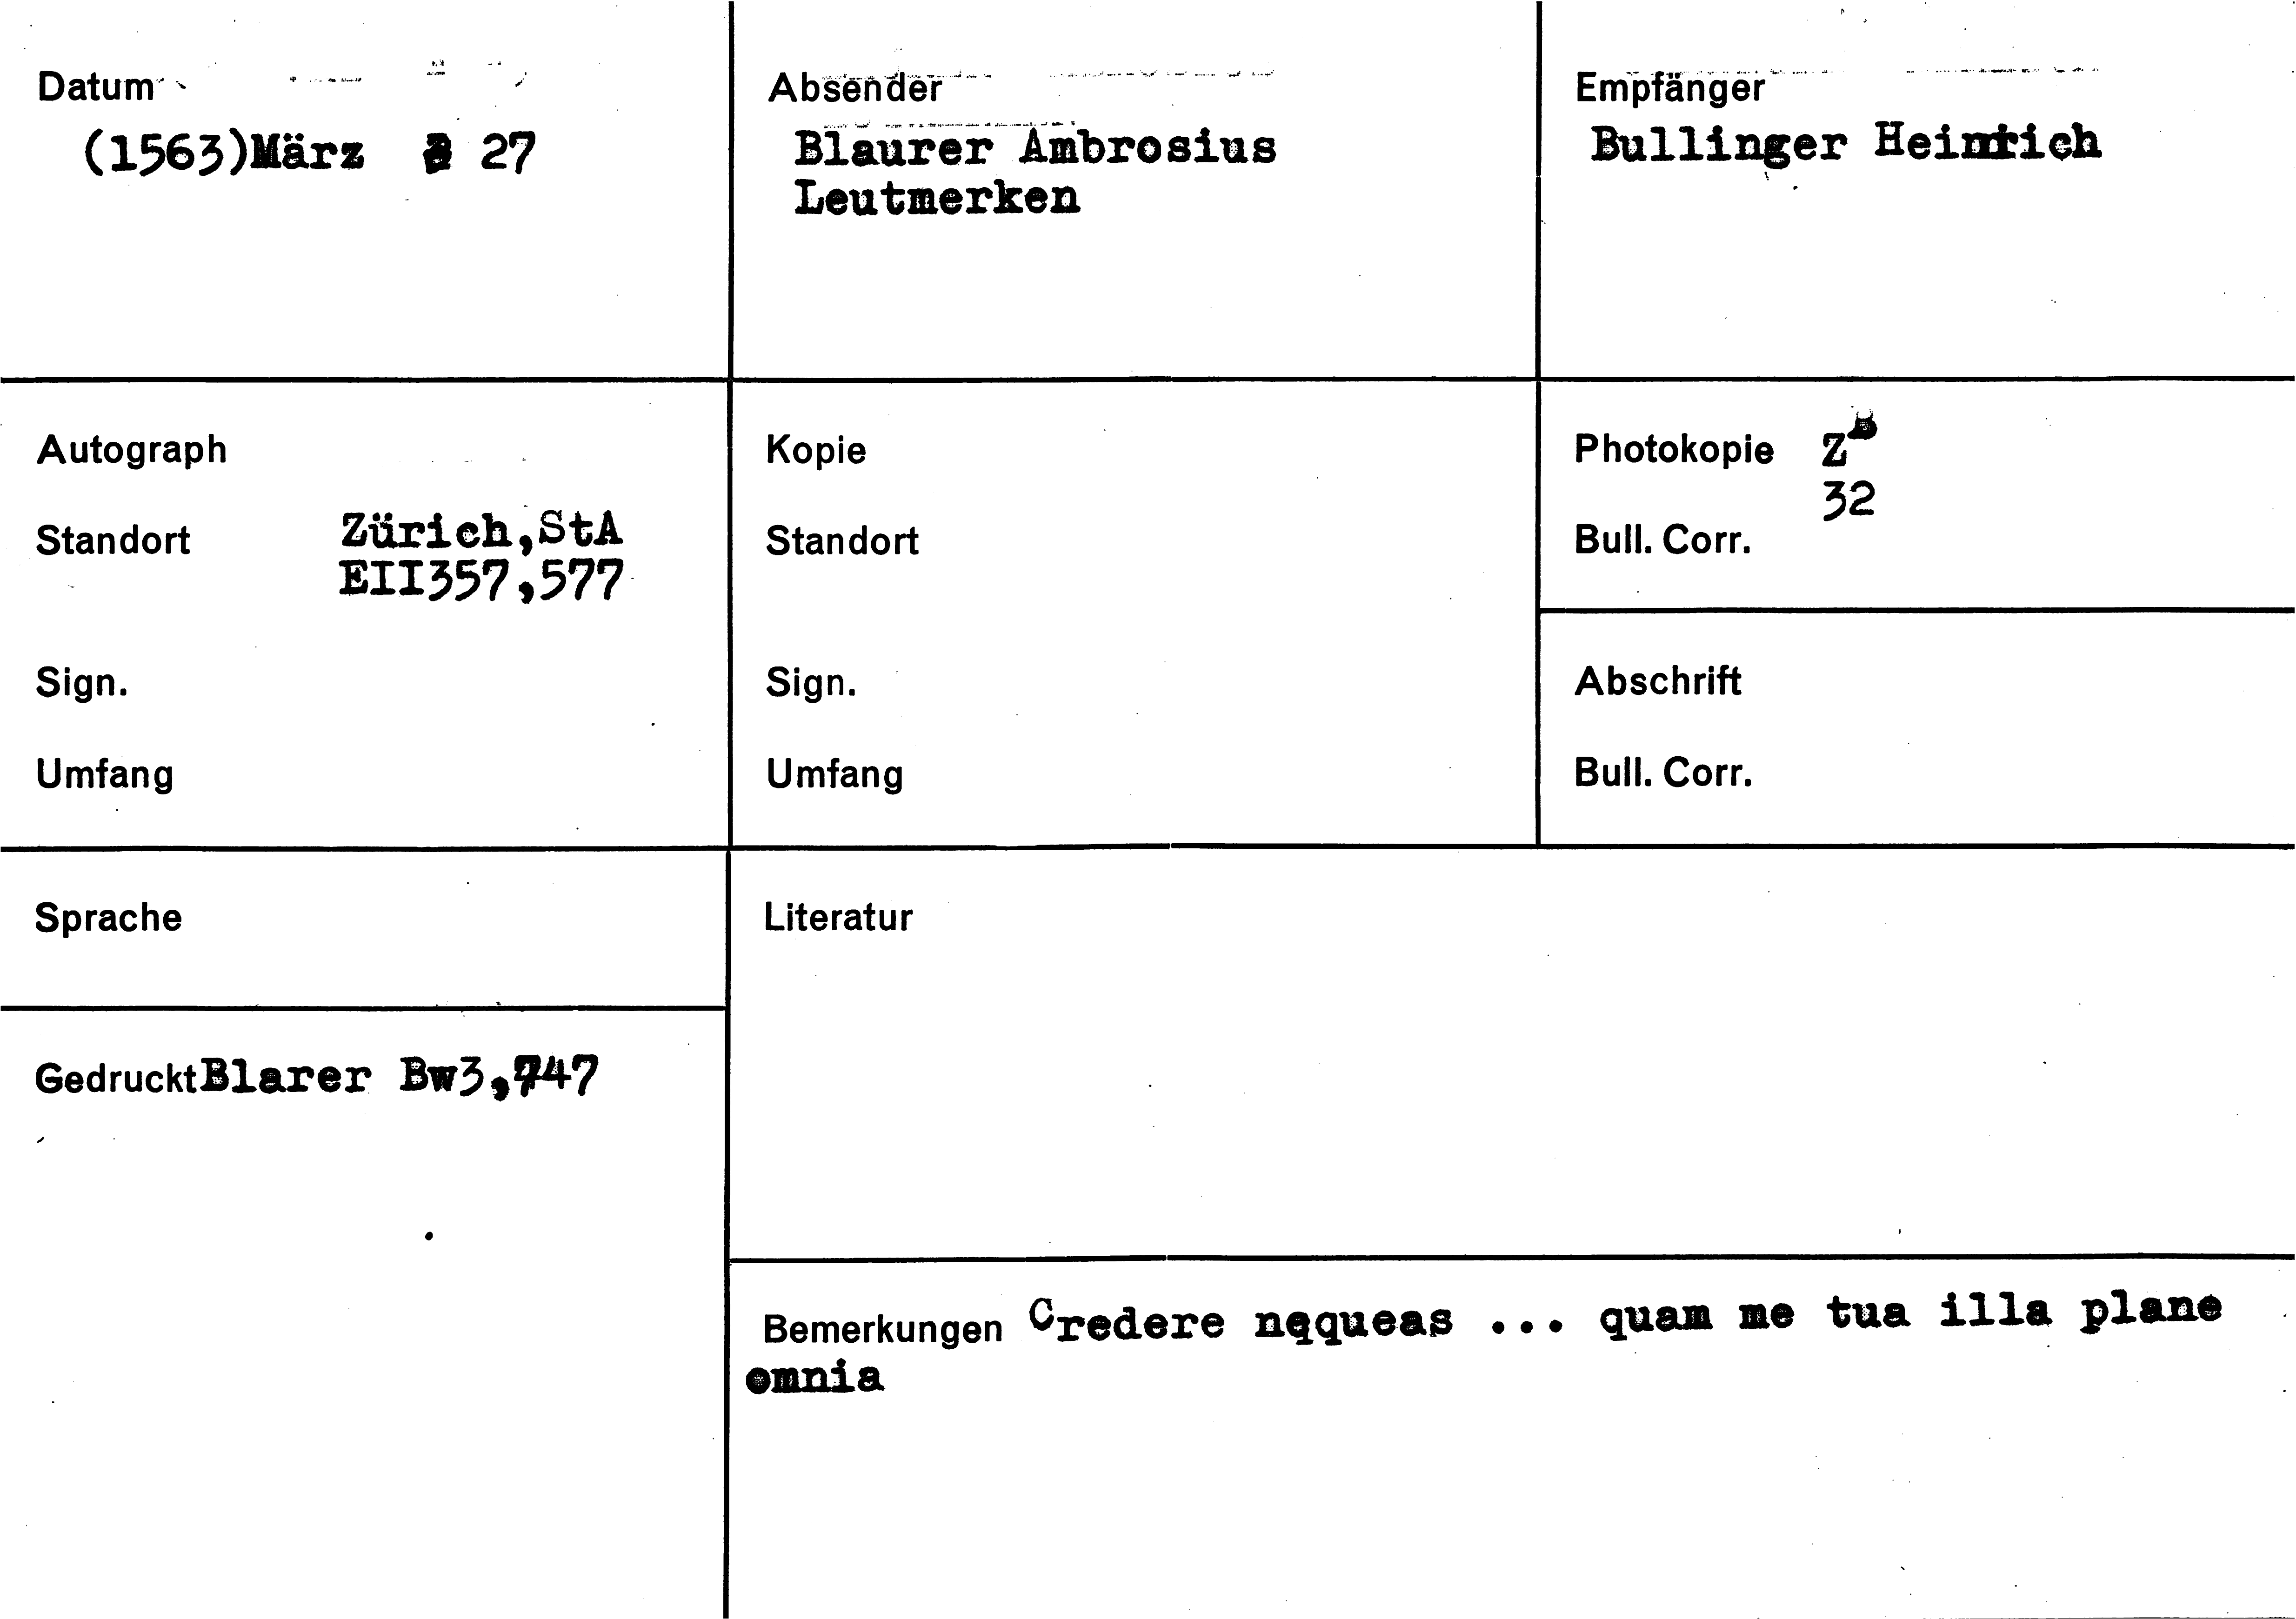 Datum
(1563)März 27
Absender
Blaurer Ambrosius
Leutmerken
Empfänger
Bullinger Heinrich
Autograph
Standort Zürich,StA
EII357,577
Sign.
Umfang
Kopie
Standort
Sign.
Umfang
Photokopie Z
32
Bull. Corr.
Abschrift
Bull. Corr.
Sprache
Gedruckt Blarer Bw3,747
Literatur
Bemerkungen Credere nequeas ... quam me tua illa plane
omnia